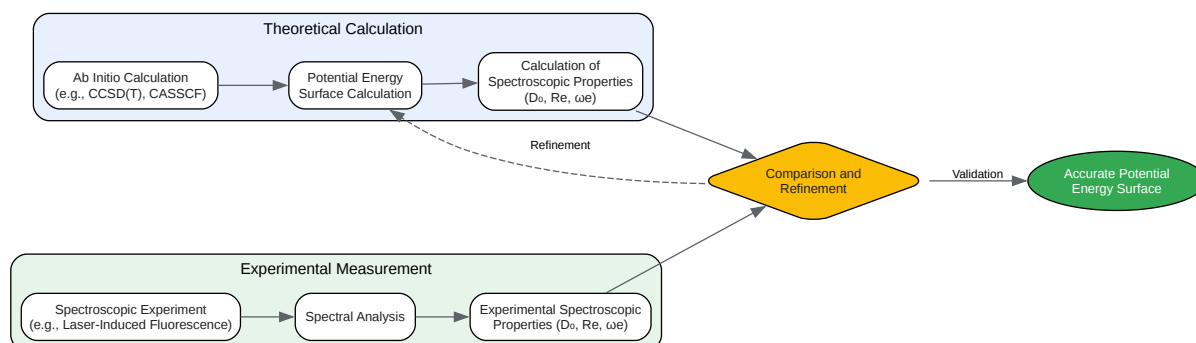 Theoretical Calculation
Ab Initio Calculation
(e.g., CCSD(T), CASSCF)
Potential Energy
Surface Calculation
Calculation of
Spectroscopic Properties
(D₀, Re, ωe)
Refinement
Comparison and
Refinement
Validation
Accurate Potential
Energy Surface
Experimental Measurement
Spectroscopic Experiment
(e.g., Laser-Induced Fluorescence)
Spectral Analysis
Experimental Spectroscopic
Properties (D₀, Re, ωe)